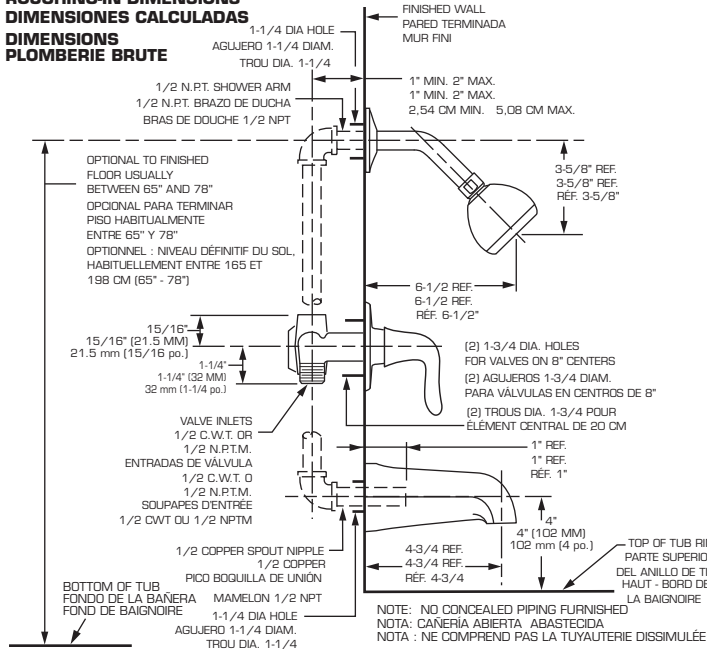 ROUGHING-IN DIMENSIONS
DIMENSIONES CALCULADAS
DIMENSIONS
PLOMBERIE BRUTE
FINISHED WALL
PARED TERMINADA
MUR FINI
1-1/4 DIA HOLE
AGUJERO 1-1/4 DIAM.
TROU DIA. 1-1/4
1/2 N.P.T. SHOWER ARM
1/2 N.P.T. BRAZO DE DUCHA
BRAS DE DOUCHE 1/2 NPT
1" MIN. 2" MAX.
1" MIN. 2" MAX.
2,54 CM MIN. 5,08 CM MAX.
OPTIONAL TO FINISHED
FLOOR USUALLY
BETWEEN 65" AND 78"
OPCIONAL PARA TERMINAR
PISO HABITUALMENTE
ENTRE 65" Y 78"
OPTIONNEL : NIVEAU DÉFINITIF DU SOL,
HABITUELLEMENT ENTRE 165 ET
198 CM (65" - 78")
3-5/8" REF.
3-5/8" REF.
RÉF. 3-5/8"
6-1/2 REF.
6-1/2 REF.
RÉF. 6-1/2"
15/16"
15/16" (21.5 MM)
21.5 mm (15/16 po.)
1-1/4"
1-1/4" (32 MM)
32 mm (1-1/4 po.)
(2) 1-3/4 DIA. HOLES
FOR VALVES ON 8" CENTERS
(2) AGUJEROS 1-3/4 DIAM.
PARA VÁLVULAS EN CENTROS DE 8"
(2) TROUS DIA. 1-3/4 POUR
ÉLÉMENT CENTRAL DE 20 CM
VALVE INLETS
1/2 C.W.T. OR
1/2 N.P.T.M.
ENTRADAS DE VÁLVULA
1/2 C.W.T. O
1/2 N.P.T.M.
SOUPAPES D'ENTRÉE
1/2 CWT OU 1/2 NPTM
1" REF.
1" REF.
RÉF. 1"
4"
4" (102 MM)
102 mm (4 po.)
1/2 COPPER SPOUT NIPPLE
1/2 COPPER
PICO BOQUILLA DE UNIÓN
MAMELON 1/2 NPT
4-3/4 REF.
4-3/4 REF.
RÉF. 4-3/4
TOP OF TUB
PARTE
DEL ANILLO DE
HAUT - BORD
LA BAIGNOIRE
BOTTOM OF TUB
FONDO DE LA BAÑERA
FOND DE BAIGNOIRE
1-1/4 DIA HOLE
AGUJERO 1-1/4 DIAM.
TROU DIA. 1-1/4
NOTE: NO CONCEALED PIPING FURNISHED
NOTA: CAÑERÍA ABIERTA ABASTECIDA
NOTA : NE COMPREND PAS LA TUYAUTERIE DISSIMULÉE